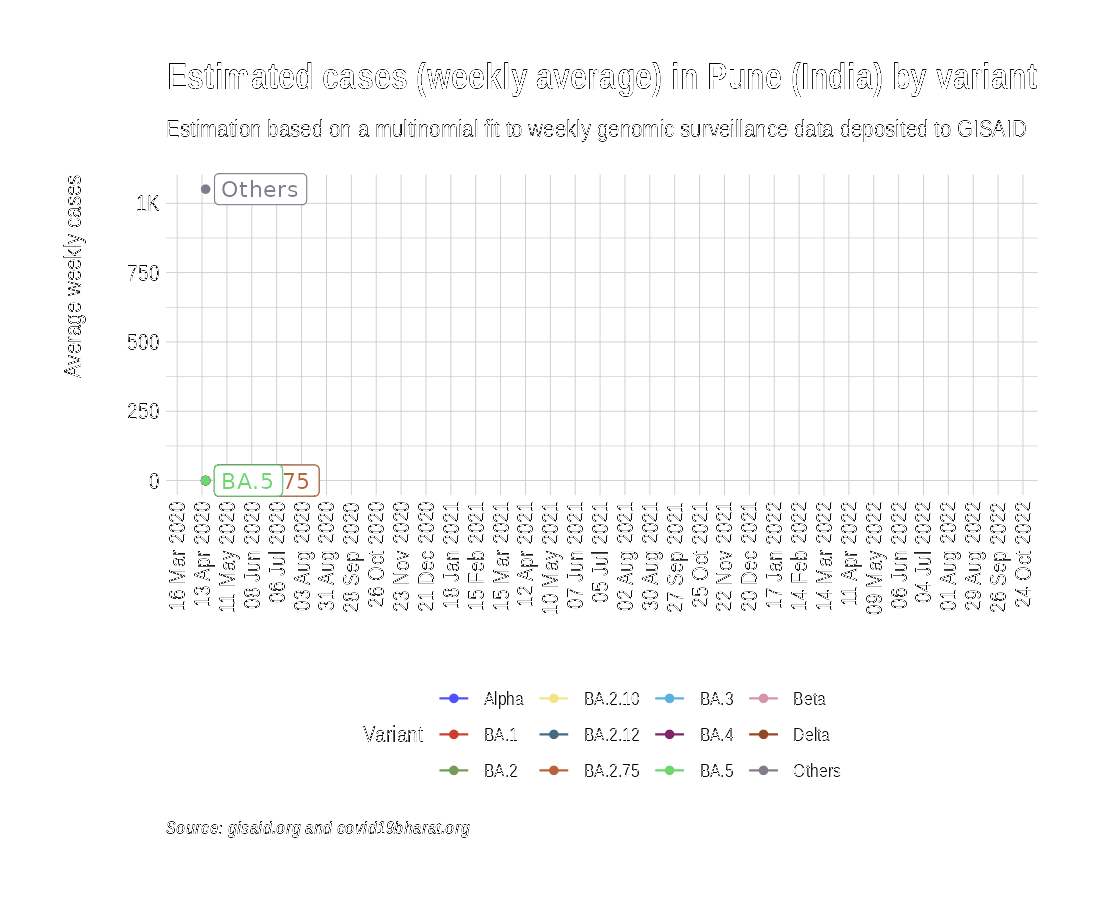 Estimated cases (weekly average) in Pune (India) by variant
Estimation based on a multinomial fit to weekly genomic surveillance data deposited to GISAID
Average weekly cases
Others
1K
750
500
250
0
BA.5
75
16 Mar 2020
13 Apr 2020
11 May 2020
08 Jun 2020
06 Jul 2020
03 Aug 2020
31 Aug 2020
28 Sep 2020
26 Oct 2020
23 Nov 2020
21 Dec 2020
18 Jan 2021
15 Feb 2021
15 Mar 2021
12 Apr 2021
10 May 2021
07 Jun 2021
05 Jul 2021
02 Aug 2021
30 Aug 2021
27 Sep 2021
25 Oct 2021
22 Nov 2021
20 Dec 2021
17 Jan 2022
14 Feb 2022
14 Mar 2022
11 Apr 2022
09 May 2022
06 Jun 2022
04 Jul 2022
01 Aug 2022
29 Aug 2022
26 Sep 2022
24 Oct 2022
Alpha BA.2.10 BA.3 Beta
Variant BA.1 BA.2.12 BA.4 Delta
BA.2 BA.2.75 BA.5 Others
Source: gisaid.org and covid19bharat.org